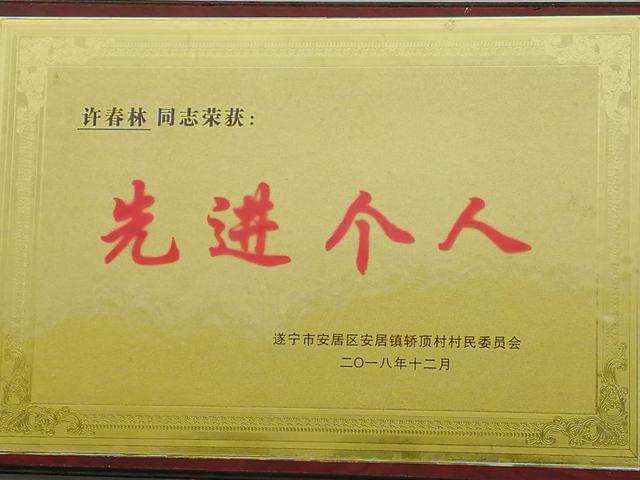 许春林 同志荣获：
先进个人
遂宁市安居区安居镇轿顶村村民委员会
二〇一八年十二月